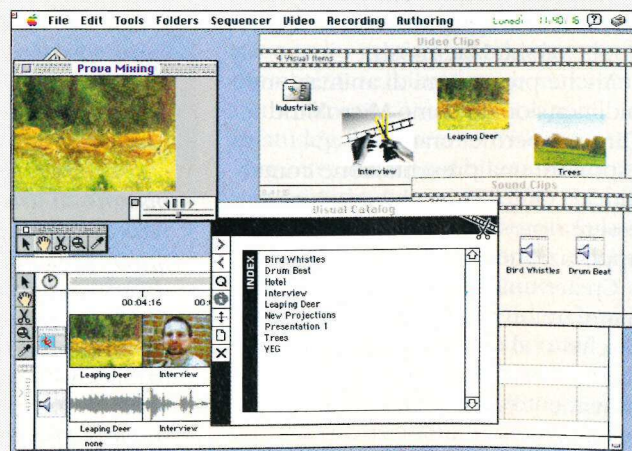 File Edit Tools Folders Sequencer Video Recording Authoring Lunedì 11.40.15
Video Clips
4 Visual Items
Prova Mixing
Industrials
Interview
Leaping Deer
Trees
Sound Clips
Visual Catalog
INDEX
Bird Whistles
Drum Beat
Hotel
Interview
Leaping Deer
New Projections
Presentation 1
Trees
YEG
Bird Whistles
Drum Beat
00:04:16
Leaping Deer
Interview
Leaping Deer
Interview
none